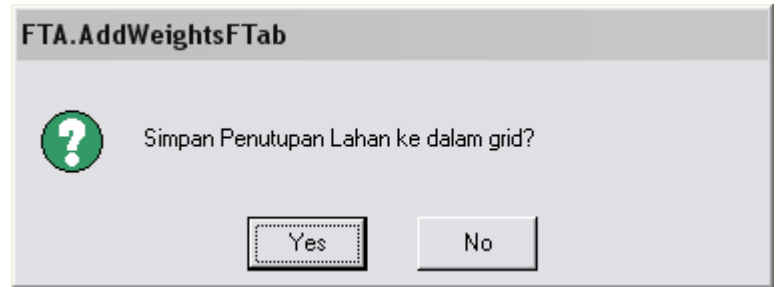 FTA.AddWeightsFTab
Simpan Penutupan Lahan ke dalam grid?
Yes
No